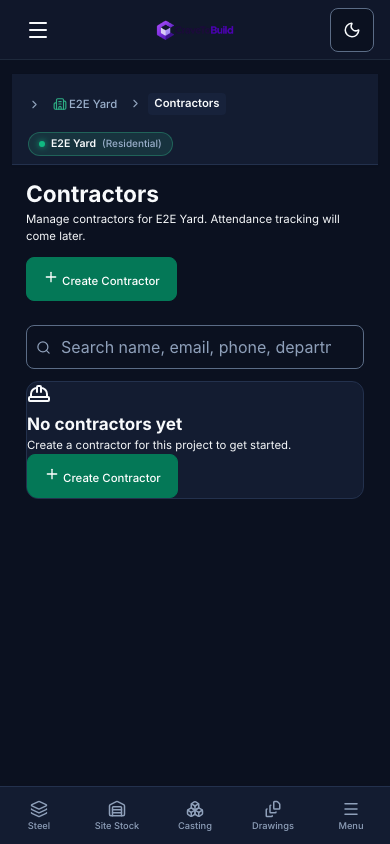 Build
E2E Yard
Contractors
E2E Yard (Residential)
Contractors
Manage contractors for E2E Yard. Attendance tracking will
come later.
Create Contractor
Search name, email, phone, departr
No contractors yet
Create a contractor for this project to get started.
Create Contractor
Steel
Site Stock
Casting
Drawings
Menu